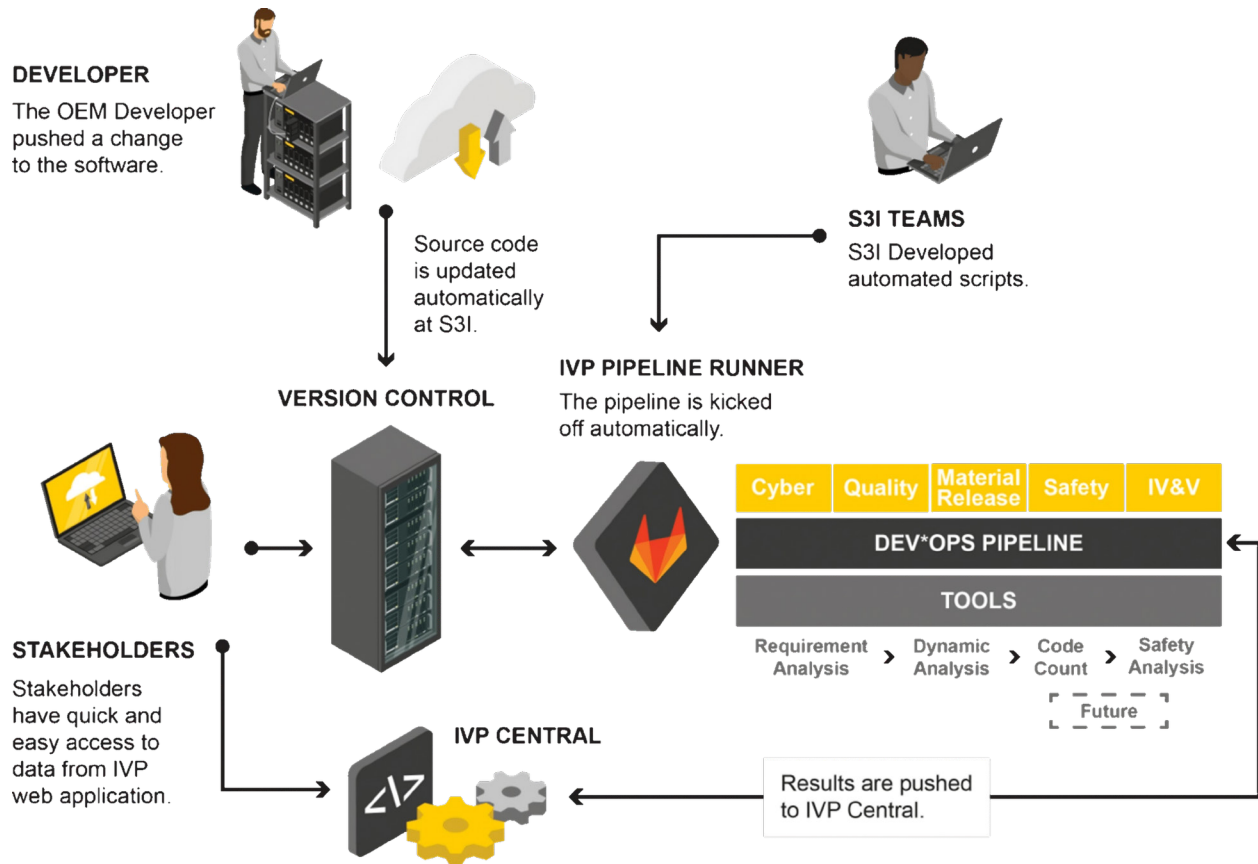 DEVELOPER
The OEM Developer
pushed a change
to the software.
Source code
is updated
automatically
at S3I.
S3I TEAMS
S3I Developed
automated scripts.
VERSION CONTROL
IVP PIPELINE RUNNER
The pipeline is kicked
off automatically.
Cyber
Quality
Material
Release
Safety
IV&V
DEV*OPS PIPELINE
TOOLS
Requirement
Analysis
>
Dynamic
Analysis
>
Code
Count
>
Safety
Analysis
Future
STAKEHOLDERS
Stakeholders
have quick and
easy access to
data from IVP
web application.
IVP CENTRAL
<\>
Results are pushed
to IVP Central.